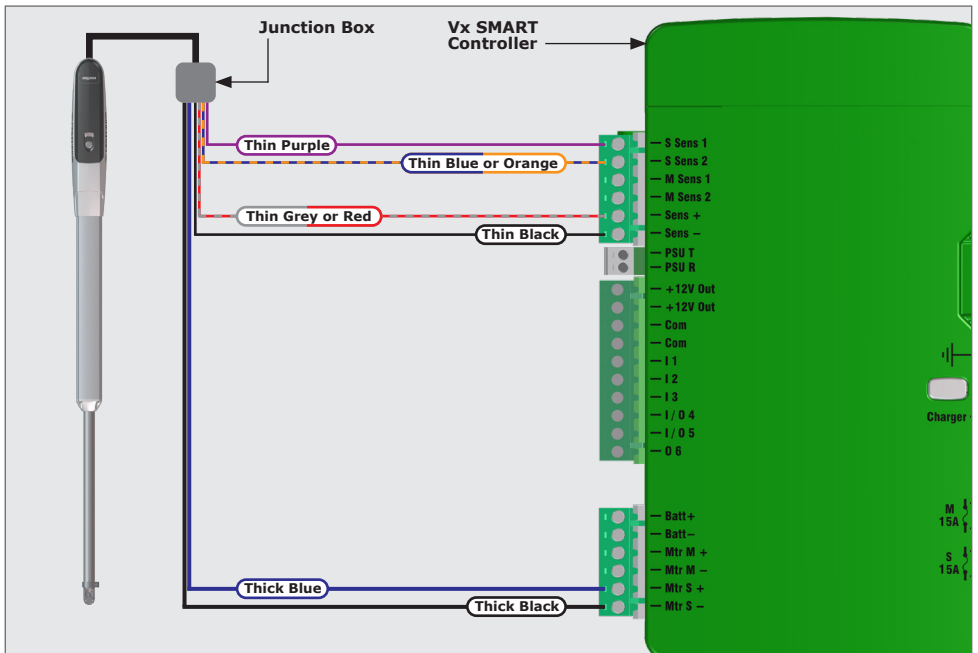 Junction Box
Vx SMART
Controller
Thin Purple
Thin Blue or Orange
Thin Grey or Red
Thin Black
S Sens 1
S Sens 2
M Sens 1
M Sens 2
Sens +
Sens –
PSU T
PSU R
+12V Out
+12V Out
Com
Com
I 1
I 2
I 3
I / O 4
I / O 5
O 6
Charger
M
15A
S
15A
Batt+
Batt–
Mtr M +
Mtr M –
Mtr S +
Mtr S –
Thick Blue
Thick Black